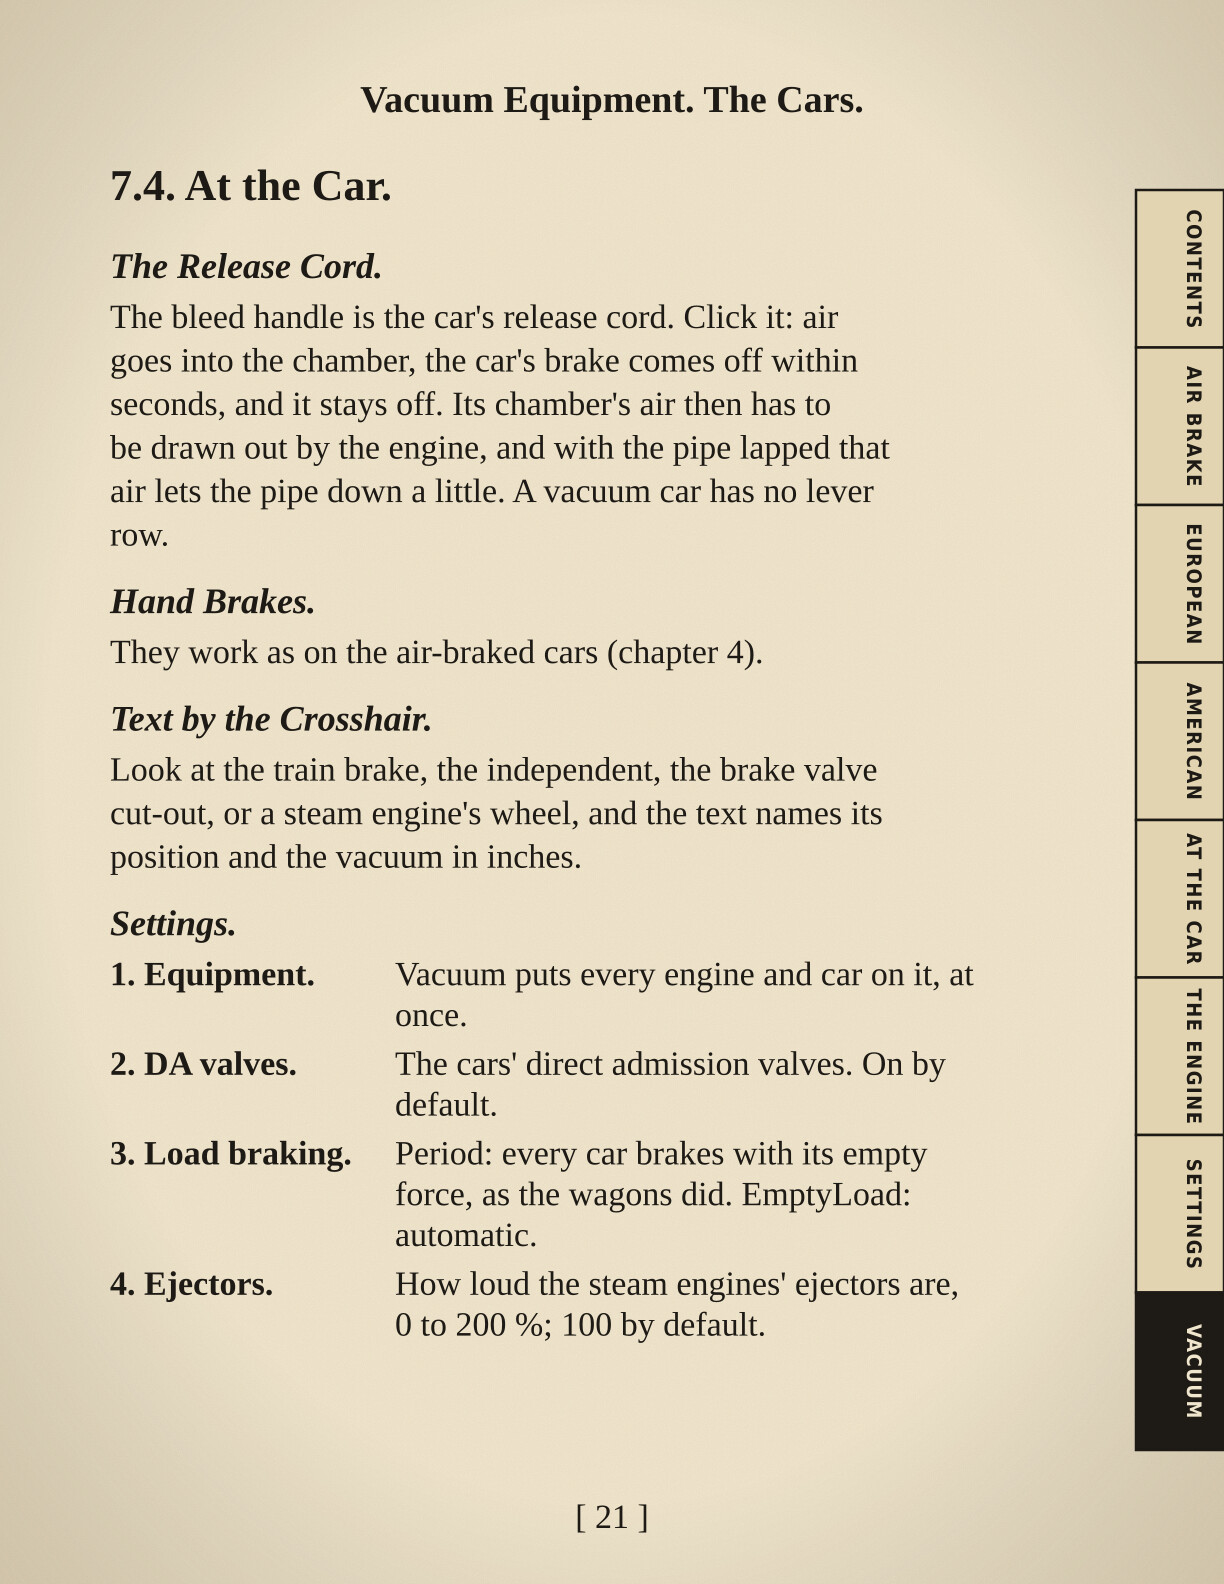 Vacuum Equipment. The Cars.
7.4. At the Car.
The Release Cord.
The bleed handle is the car's release cord. Click it: air
goes into the chamber, the car's brake comes off within
seconds, and it stays off. Its chamber's air then has to
be drawn out by the engine, and with the pipe lapped that
air lets the pipe down a little. A vacuum car has no lever
row.
Hand Brakes.
They work as on the air-braked cars (chapter 4).
Text by the Crosshair.
Look at the train brake, the independent, the brake valve
cut-out, or a steam engine's wheel, and the text names its
position and the vacuum in inches.
Settings.
1. Equipment. Vacuum puts every engine and car on it, at
once.
2. DA valves. The cars' direct admission valves. On by
default.
3. Load braking. Period: every car brakes with its empty
force, as the wagons did. EmptyLoad:
automatic.
4. Ejectors. How loud the steam engines' ejectors are,
0 to 200 %; 100 by default.
[ 21 ]
CONTENTS
AIR BRAKE
EUROPEAN
AMERICAN
AT THE CAR
THE ENGINE
SETTINGS
VACUUM